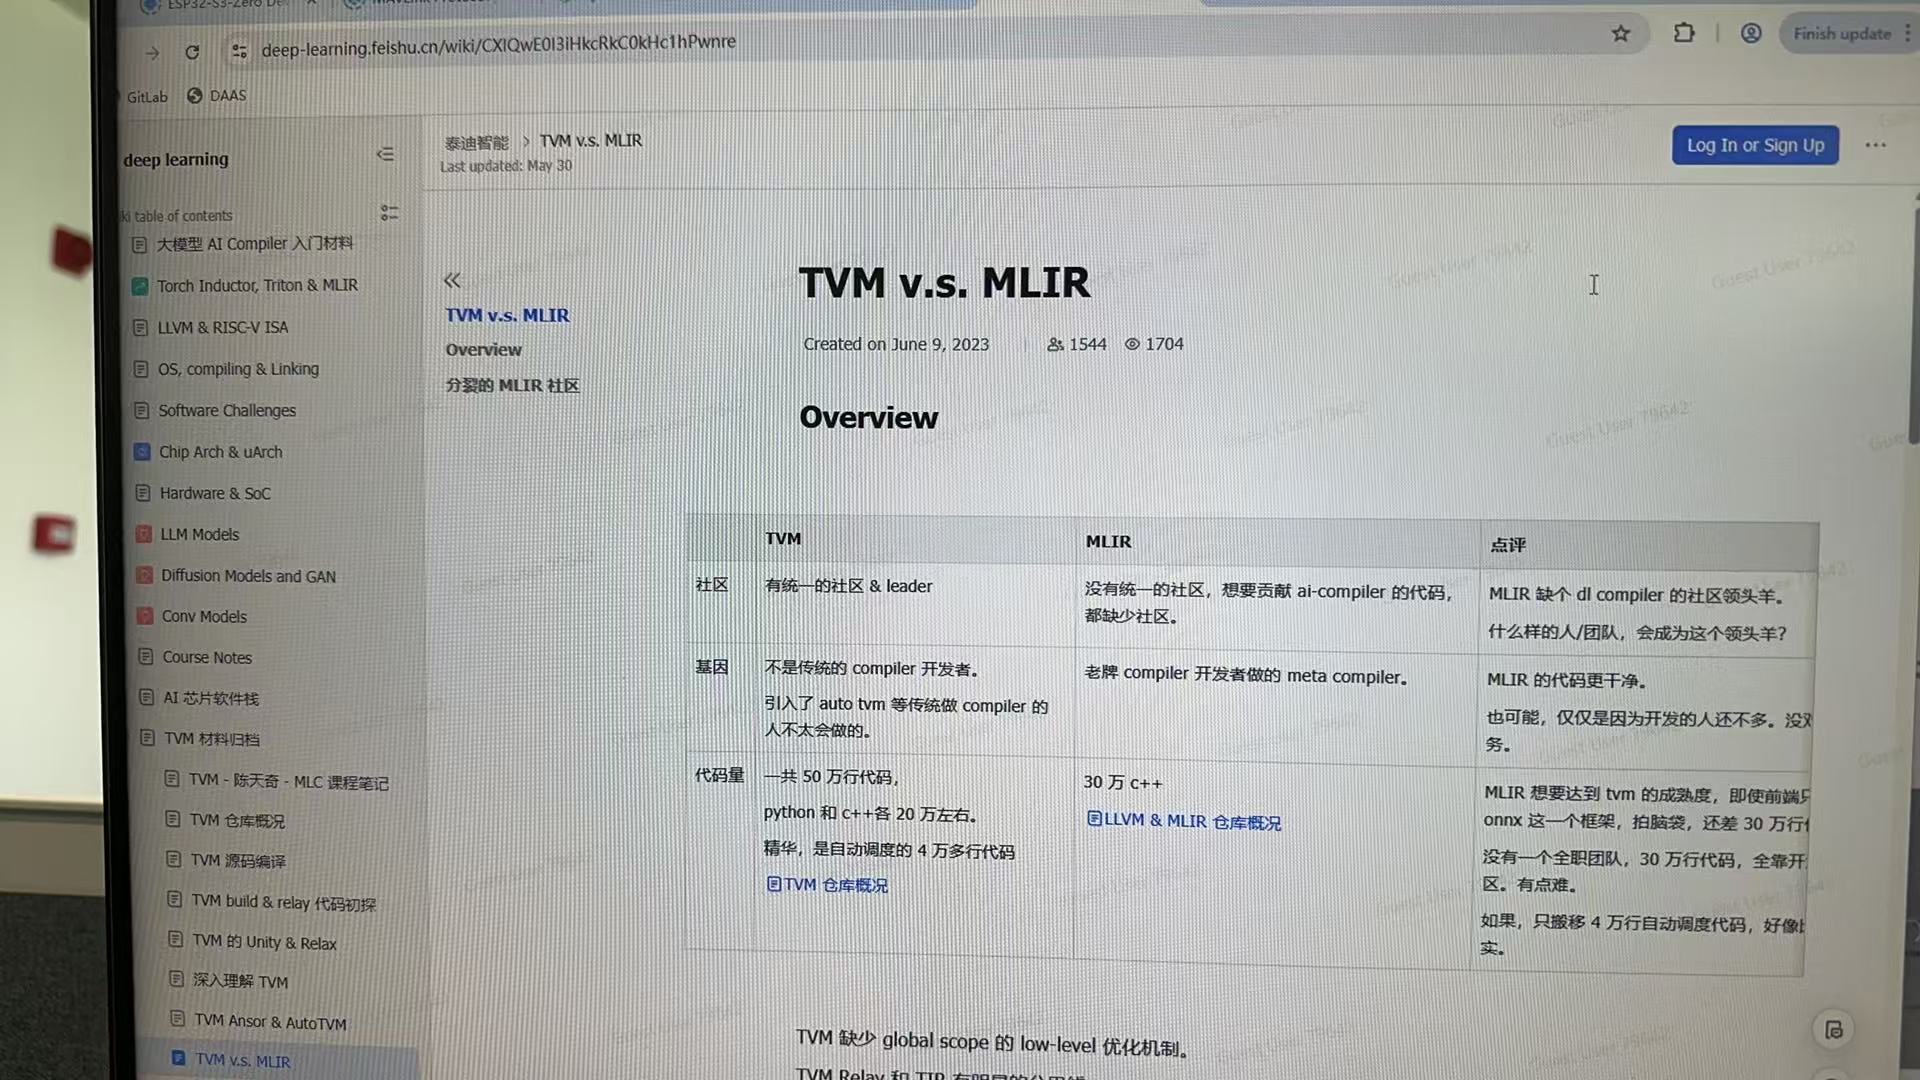 ESP32-S3-Zero De
deep-learning.feishu.cn/wiki/CXlQwE0I3iHkcRkC0kHc1hPwnre
Finish update
GitLab
DAAS
deep learning
泰迪智能 > TVM v.s. MLIR
Last updated: May 30
Log In or Sign Up
ki table of contents
大模型 AI Compiler 入门材料
Torch Inductor, Triton & MLIR
LLVM & RISC-V ISA
OS, compiling & Linking
Software Challenges
Chip Arch & uArch
Hardware & SoC
LLM Models
Diffusion Models and GAN
Conv Models
Course Notes
AI 芯片软件栈
TVM 材料归档
TVM - 陈天奇 - MLC 课程笔记
TVM 仓库概况
TVM 源码编译
TVM build & relay 代码初探
TVM 的 Unity & Relax
深入理解 TVM
TVM Ansor & AutoTVM
TVM v.s. MLIR
TVM v.s. MLIR
Overview
分裂的 MLIR 社区
TVM v.s. MLIR
Created on June 9, 2023
1544
1704
Overview
TVM
MLIR
点评
社区
有统一的社区 & leader
没有统一的社区，想要贡献 ai-compiler 的代码，
都缺少社区。
MLIR 缺个 dl compiler 的社区领头羊。
什么样的人/团队，会成为这个领头羊？
基因
不是传统的 compiler 开发者。
引入了 auto tvm 等传统做 compiler 的
人不太会做的。
老牌 compiler 开发者做的 meta compiler。
MLIR 的代码更干净。
也可能，仅仅是因为开发的人还不多。没
务。
代码量
一共 50 万行代码，
python 和 c++各 20 万左右。
精华，是自动调度的 4 万多行代码
TVM 仓库概况
30 万 c++
LLVM & MLIR 仓库概况
MLIR 想要达到 tvm 的成熟度，即使前端
onnx 这一个框架，拍脑袋，还差 30 万行
没有一个全职团队，30 万行代码，全靠开
区。有点难。
如果，只搬移 4 万行自动调度代码，好像
实。
TVM 缺少 global scope 的 low-level 优化机制。
TVM Relay 和 TIR
Guest User 79642